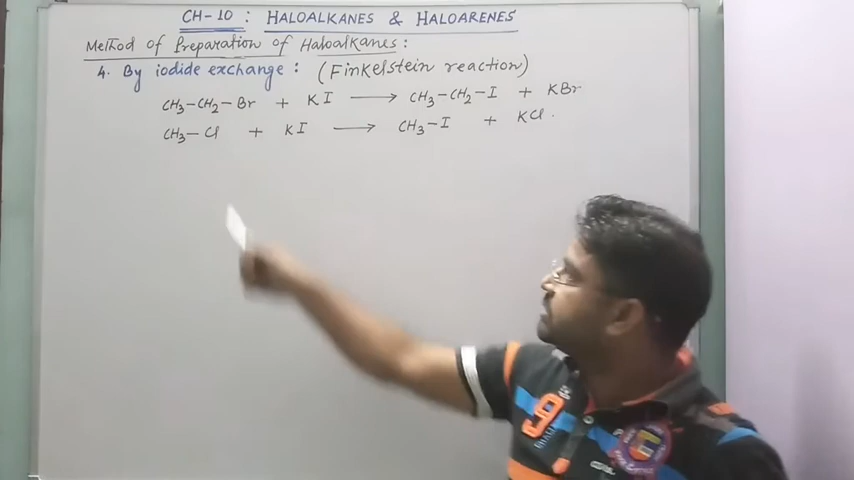 CH-10 : HALOALKANES & HALOARENES
Method of Preparation of Haloalkanes :
4. By iodide exchange : (Finkelstein reaction)
CH3-CH2-Br + KI ⟶ CH3-CH2-I + KBr
CH3-Cl + KI ⟶ CH3-I + KCl.
9